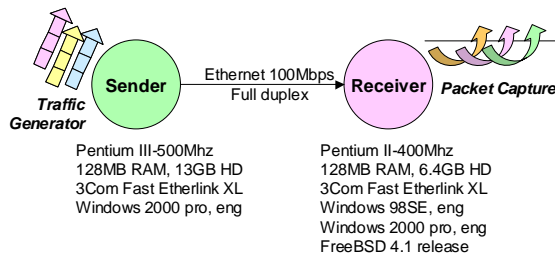 Sender
Traffic
Generator
Ethernet 100Mbps
Full duplex
Receiver
Packet Capture
Pentium III-500Mhz
128MB RAM, 13GB HD
3Com Fast Etherlink XL
Windows 2000 pro, eng
Pentium II-400Mhz
128MB RAM, 6.4GB HD
3Com Fast Etherlink XL
Windows 98SE, eng
Windows 2000 pro, eng
FreeBSD 4.1 release